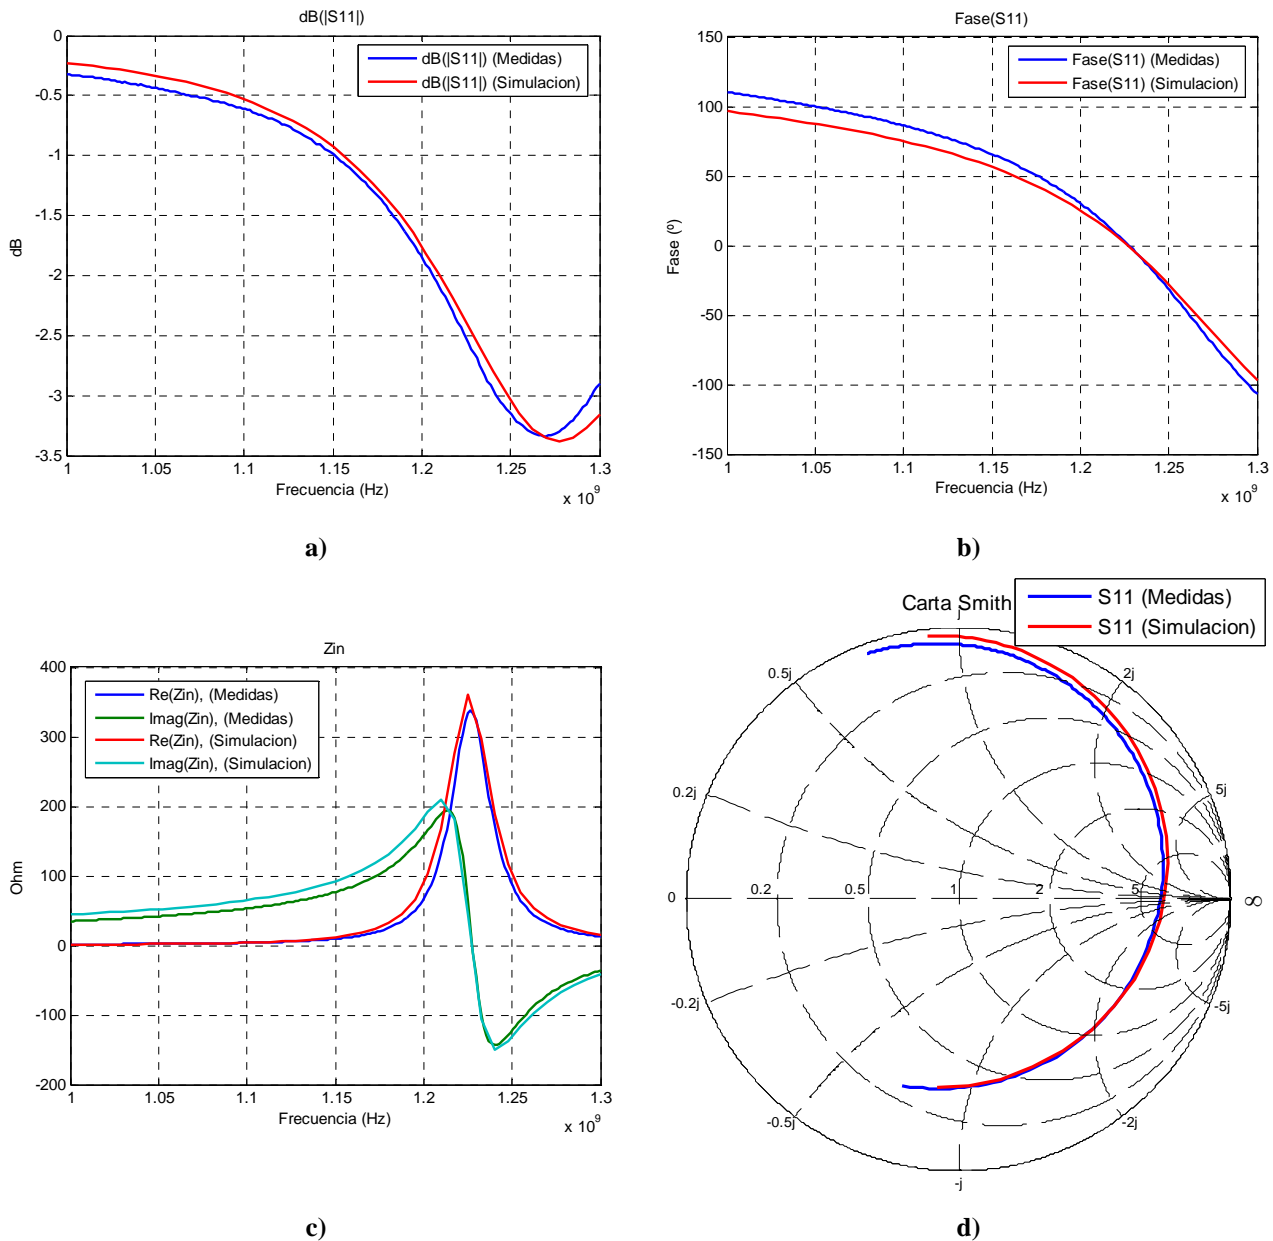 dB(|S11|)
dB(|S11|) (Medidas)
dB(|S11|) (Simulacion)
0
-0.5
-1
-1.5
-2
-2.5
-3
-3.5
dB
1 1.05 1.1 1.15 1.2 1.25 1.3
Frecuencia (Hz)
x 10^9
a)
Fase(S11)
Fase(S11) (Medidas)
Fase(S11) (Simulacion)
150
100
50
0
-50
-100
-150
Fase (º)
1 1.05 1.1 1.15 1.2 1.25 1.3
Frecuencia (Hz)
x 10^9
b)
Zin
Re(Zin), (Medidas)
Imag(Zin), (Medidas)
Re(Zin), (Simulacion)
Imag(Zin), (Simulacion)
400
300
200
100
0
-100
-200
Ohm
1 1.05 1.1 1.15 1.2 1.25 1.3
Frecuencia (Hz)
x 10^9
c)
Carta Smith
S11 (Medidas)
S11 (Simulacion)
j
0.5j 2j
0.2j 5j
0 0.2 0.5 1 2 5 ∞
-0.2j -5j
-0.5j -2j
-j
d)